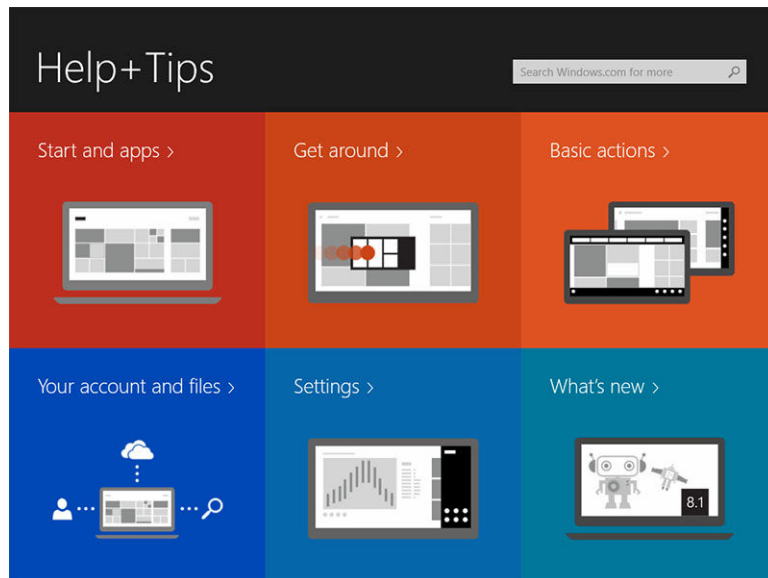 Help+Tips
Search Windows.com for more
Start and apps >
Get around >
Basic actions >
Your account and files >
Settings >
What's new >
8.1